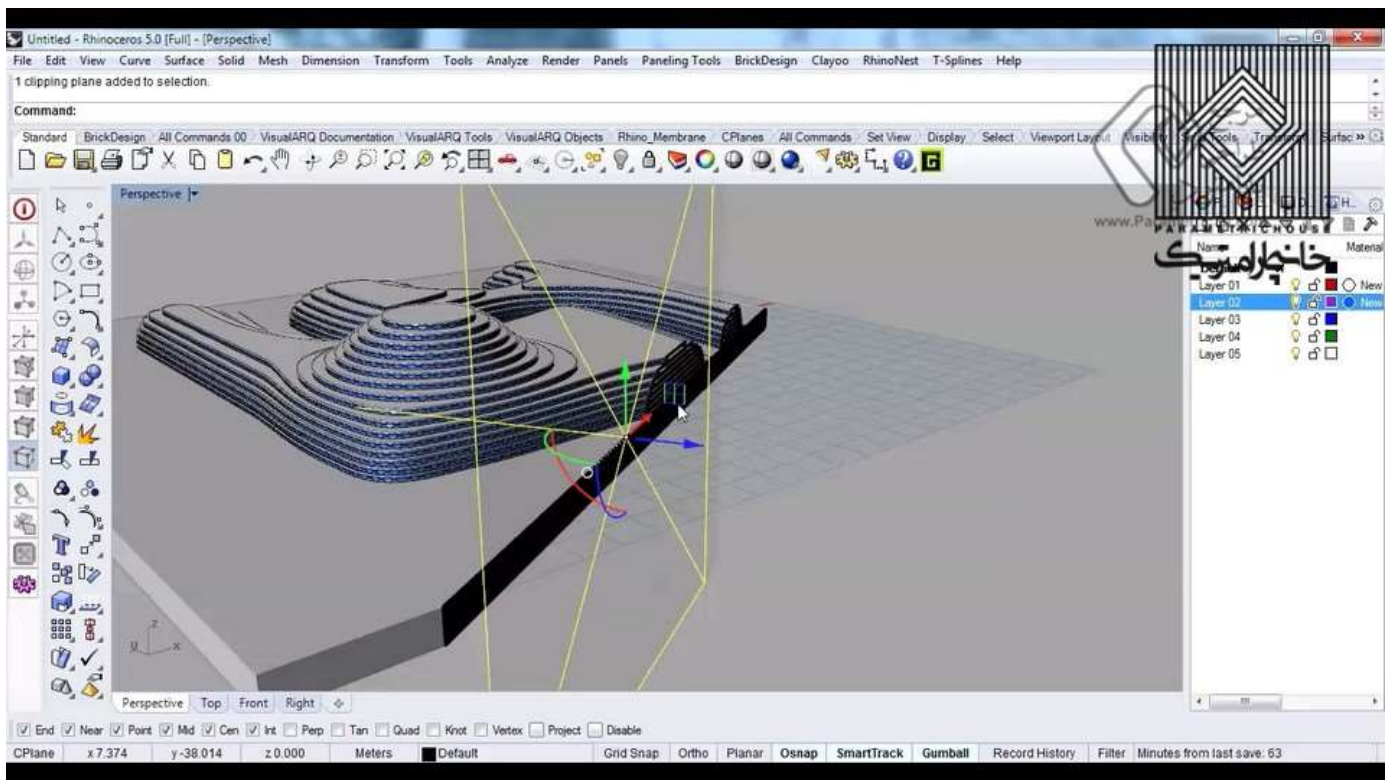 Untitled - Rhinoceros 5.0 [Full] - [Perspective]
File Edit View Curve Surface Solid Mesh Dimension Transform Tools Analyze Render Panels Paneling Tools BrickDesign Clayoo RhinoNest T-Splines Help
1 clipping plane added to selection.
Command:
Standard BrickDesign All Commands 00 VisualARQ Documentation VisualARQ Tools VisualARQ Objects Rhino_Membrane CPlanes All Commands Set View Display Select Viewport Layout
Perspective
PARAMETRICHOUSE
خانه پارامتریک
Material
Layer 01 New
Layer 02 New
Layer 03
Layer 04
Layer 05
z
y x
Perspective Top Front Right
End Near Point Mid Cen Int Perp Tan Quad Knot Vertex Project Disable
CPlane x 7.374 y -38.014 z 0.000 Meters Default Grid Snap Ortho Planar Osnap SmartTrack Gumball Record History Filter Minutes from last save: 63